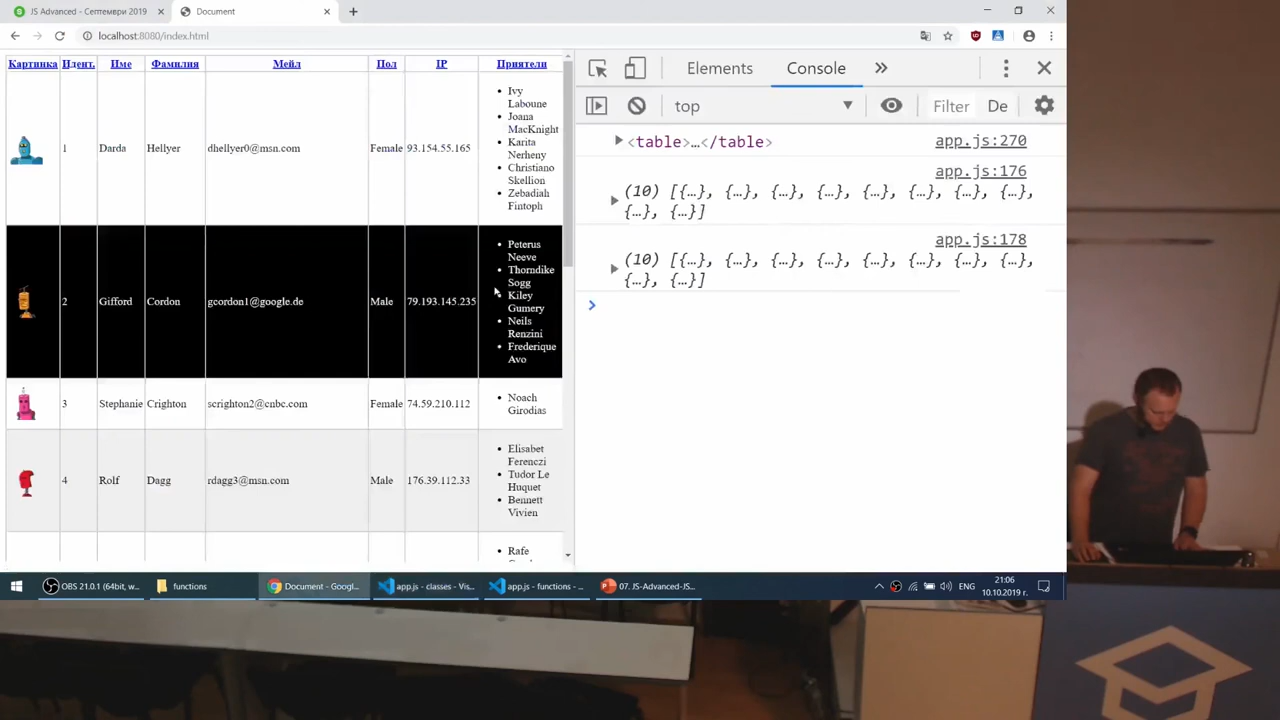 JS Advanced - Септември 2019
Document
localhost:8080/index.html
Картинка Идент. Име Фамилия Мейл Пол IP Приятели
1 Darda Hellyer dhellyer0@msn.com Female 93.154.55.165
Ivy
Laboune
Joana
MacKnight
Karita
Nerheny
Christiano
Skellion
Zebadiah
Fintoph
2 Gifford Cordon gcordon1@google.de Male 79.193.145.235
Peterus
Neeve
Thorndike
Sogg
Kiley
Gumery
Neils
Renzini
Frederique
Avo
3 Stephanie Crighton scrighton2@cnbc.com Female 74.59.210.112
Noach
Girodias
4 Rolf Dagg rdagg3@msn.com Male 176.39.112.33
Elisabet
Ferenczi
Tudor Le
Huquet
Bennett
Vivien
Rafe
Elements Console »
top Filter De
<table>…</table> app.js:270
app.js:176
(10) [{…}, {…}, {…}, {…}, {…}, {…}, {…}, {…},
{…}, {…}]
app.js:178
(10) [{…}, {…}, {…}, {…}, {…}, {…}, {…}, {…},
{…}, {…}]
OBS 21.0.1 (64bit, w... functions Document - Googl... app.js - classes - Vis... app.js - functions - ... 07. JS-Advanced-JS... ENG
21:06
10.10.2019 г.